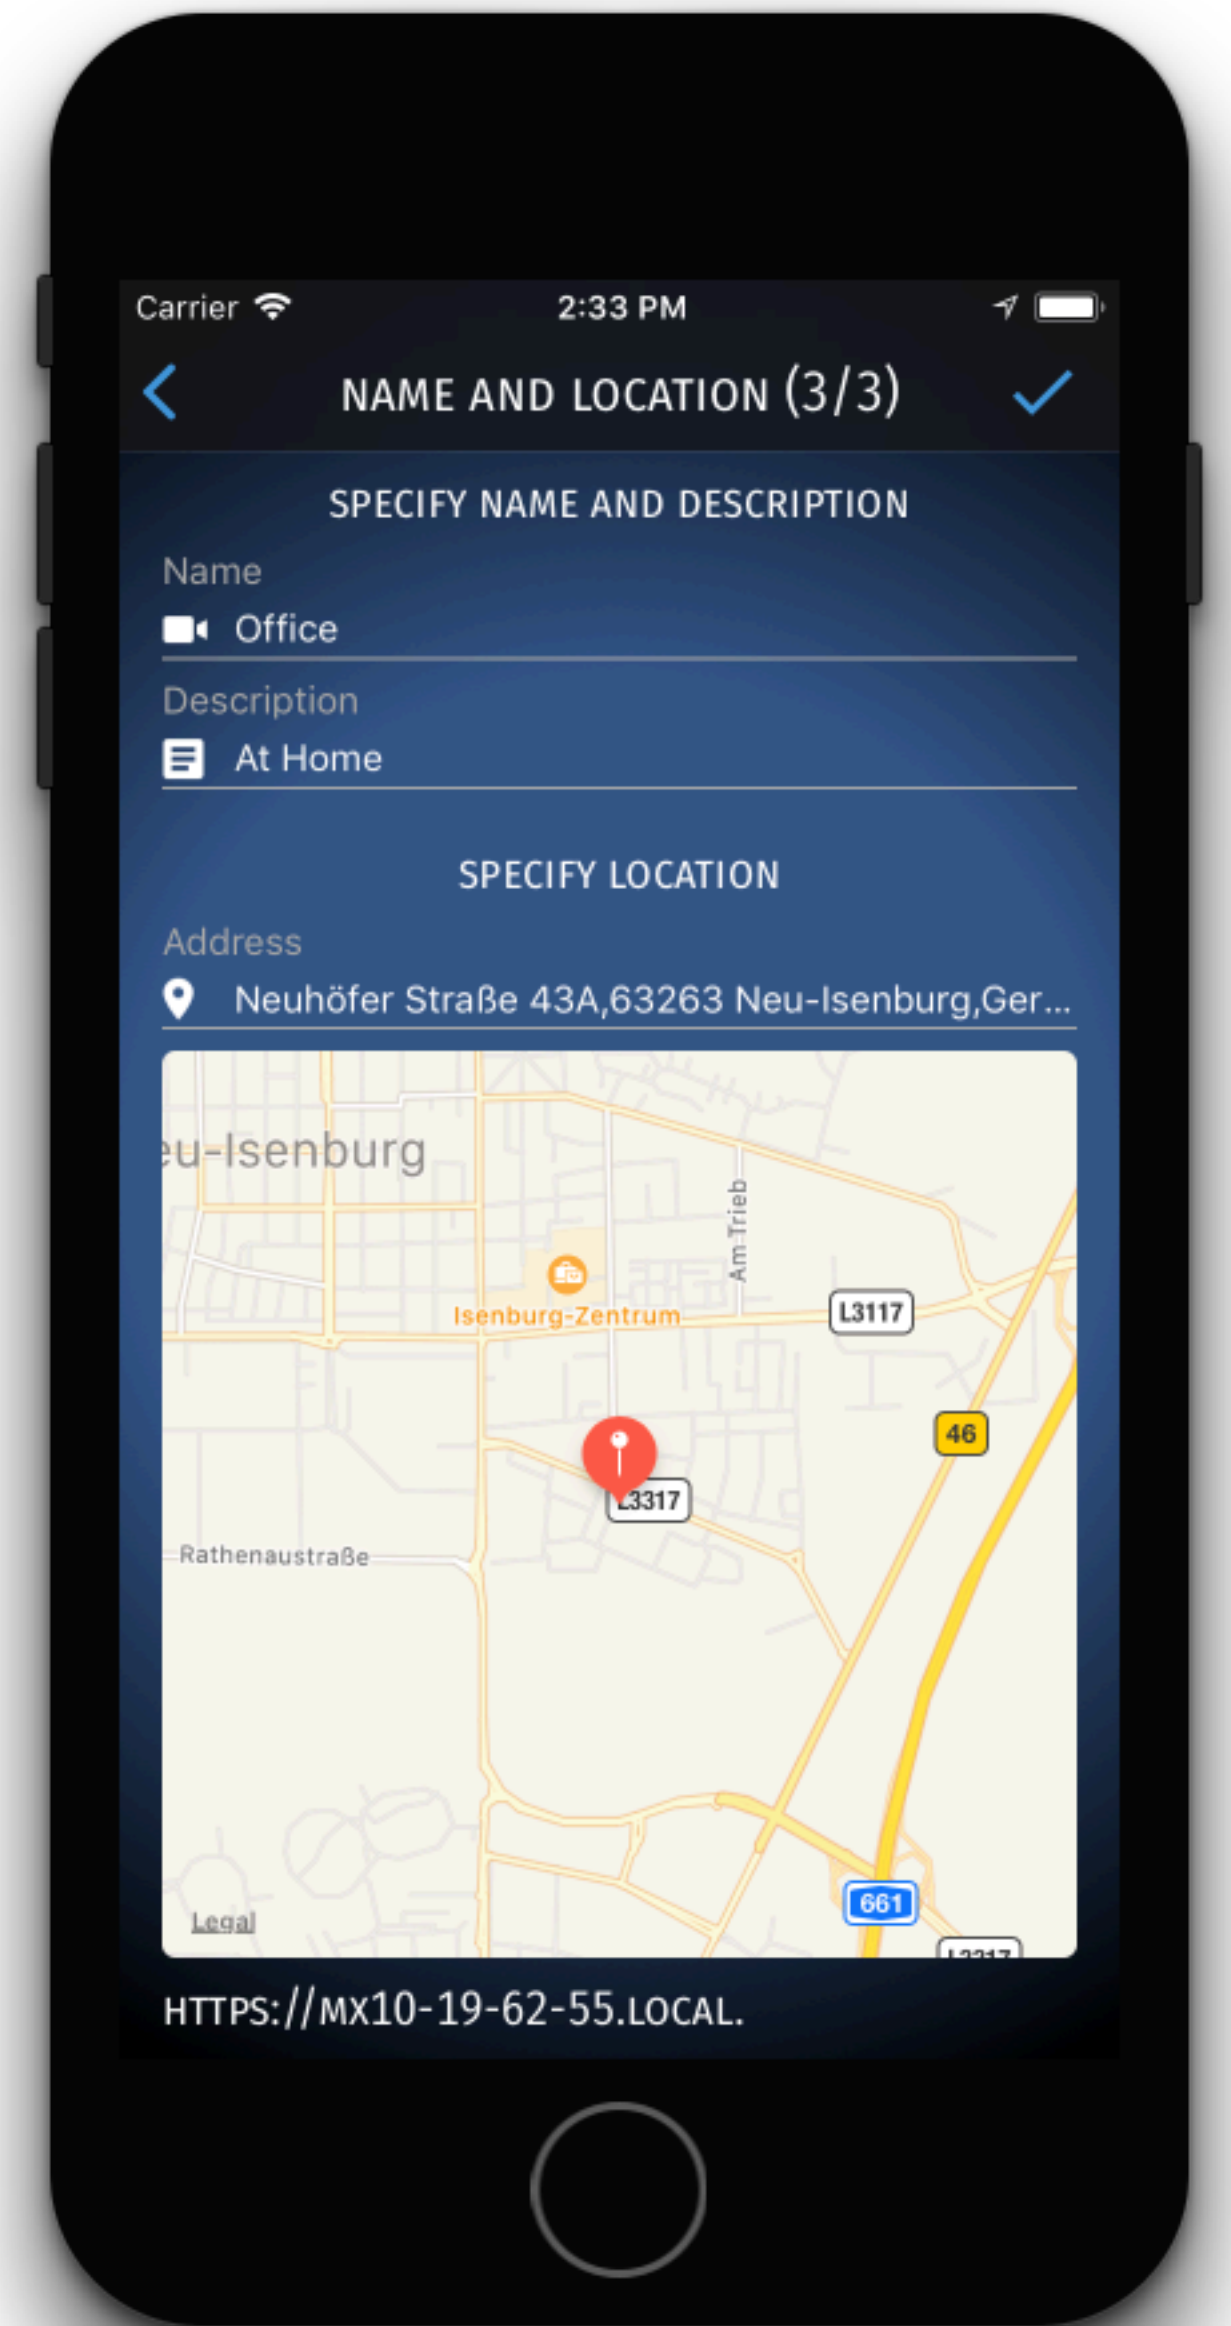 Carrier 2:33 PM
NAME AND LOCATION (3/3)
SPECIFY NAME AND DESCRIPTION
Name
Office
Description
At Home
SPECIFY LOCATION
Address
Neuhöfer Straße 43A,63263 Neu-Isenburg,Ger...
eu-Isenburg
Am Trieb
Isenburg-Zentrum
L3117
46
L3317
Rathenaustraße
661
Legal
HTTPS://MX10-19-62-55.LOCAL.